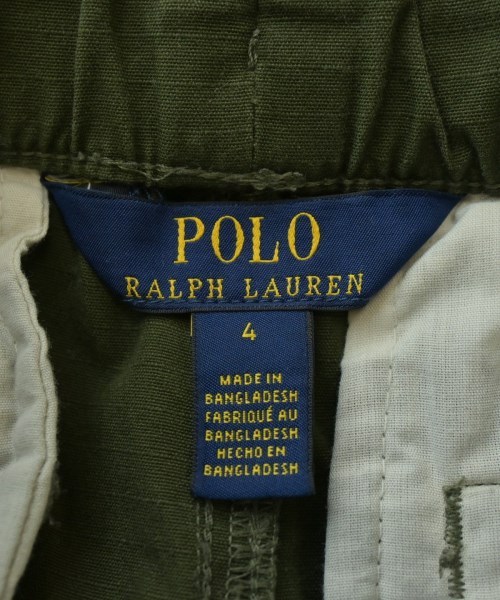 POLO
RALPH LAUREN
4
MADE IN
BANGLADESH
FABRIQUÉ AU
BANGLADESH
HECHO EN
BANGLADESH